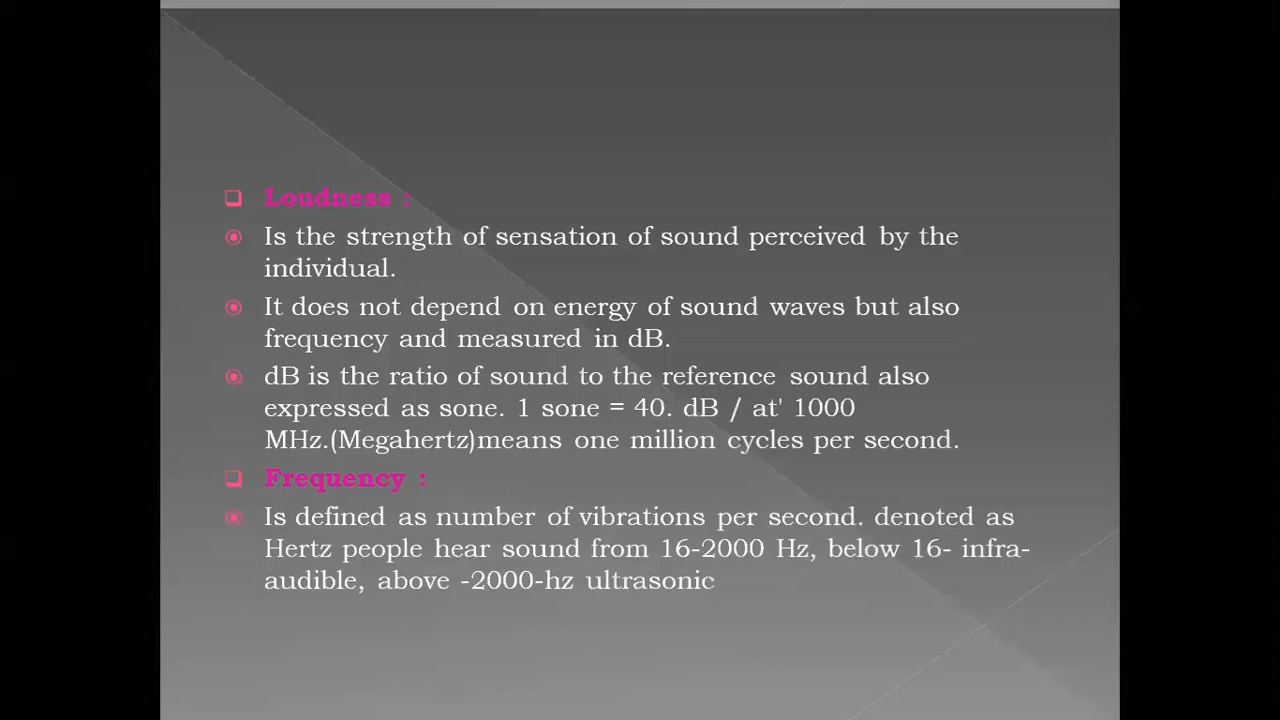 Loudness :
Is the strength of sensation of sound perceived by the
individual.
It does not depend on energy of sound waves but also
frequency and measured in dB.
dB is the ratio of sound to the reference sound also
expressed as sone. 1 sone = 40. dB / at' 1000
MHz.(Megahertz)means one million cycles per second.
Frequency :
Is defined as number of vibrations per second. denoted as
Hertz people hear sound from 16-2000 Hz, below 16- infra-
audible, above -2000-hz ultrasonic